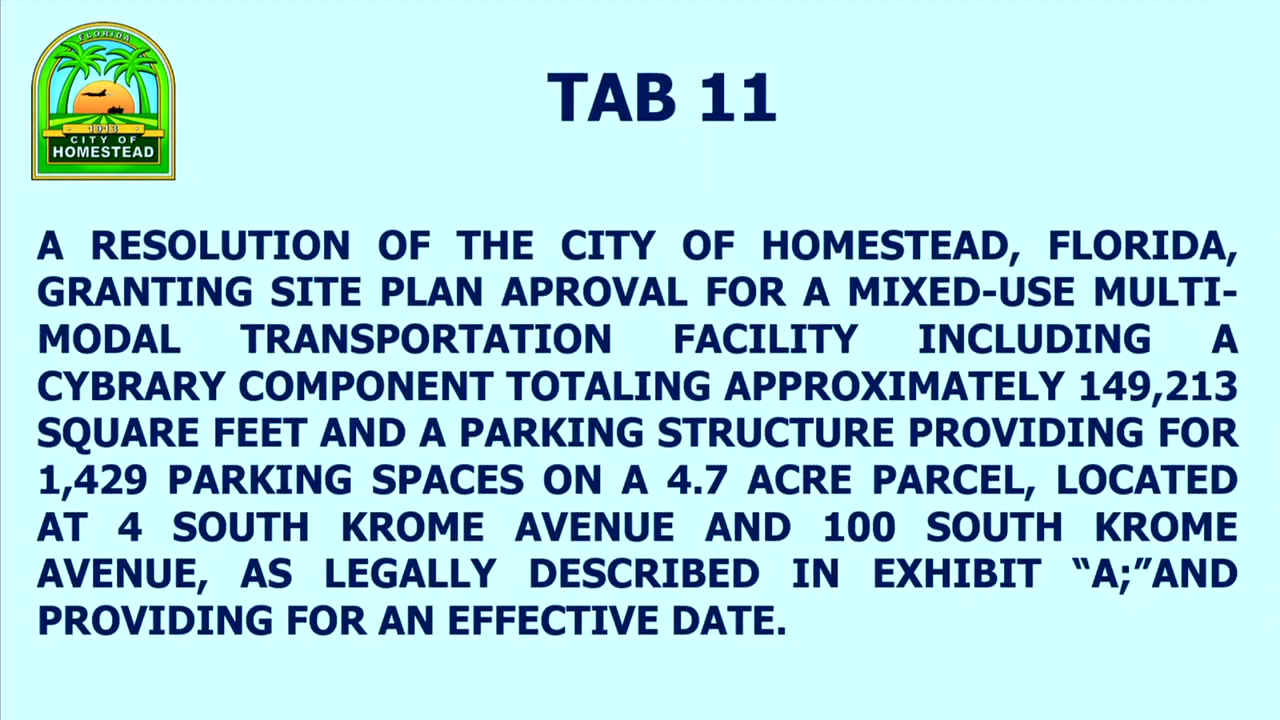 FLORIDA
1913
CITY OF
HOMESTEAD
TAB 11
A RESOLUTION OF THE CITY OF HOMESTEAD, FLORIDA,
GRANTING SITE PLAN APROVAL FOR A MIXED-USE MULTI-
MODAL TRANSPORTATION FACILITY INCLUDING A
CYBRARY COMPONENT TOTALING APPROXIMATELY 149,213
SQUARE FEET AND A PARKING STRUCTURE PROVIDING FOR
1,429 PARKING SPACES ON A 4.7 ACRE PARCEL, LOCATED
AT 4 SOUTH KROME AVENUE AND 100 SOUTH KROME
AVENUE, AS LEGALLY DESCRIBED IN EXHIBIT “A;”AND
PROVIDING FOR AN EFFECTIVE DATE.